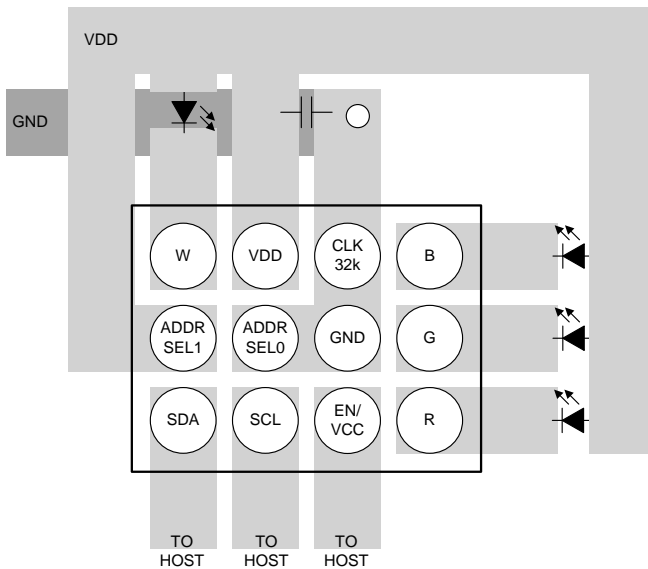 VDD
GND
W
VDD
CLK
32k
B
ADDR
SEL1
ADDR
SEL0
GND
G
SDA
SCL
EN/
VCC
R
TO
HOST
TO
HOST
TO
HOST